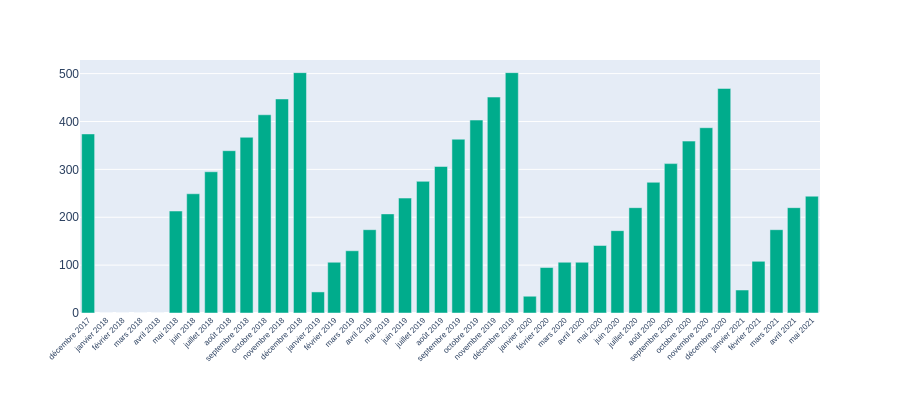 500
400
300
200
100
0
décembre 2017
janvier 2018
février 2018
mars 2018
avril 2018
mai 2018
juin 2018
juillet 2018
août 2018
septembre 2018
octobre 2018
novembre 2018
décembre 2018
janvier 2019
février 2019
mars 2019
avril 2019
mai 2019
juin 2019
juillet 2019
août 2019
septembre 2019
octobre 2019
novembre 2019
décembre 2019
janvier 2020
février 2020
mars 2020
avril 2020
mai 2020
juin 2020
juillet 2020
août 2020
septembre 2020
octobre 2020
novembre 2020
décembre 2020
janvier 2021
février 2021
mars 2021
avril 2021
mai 2021